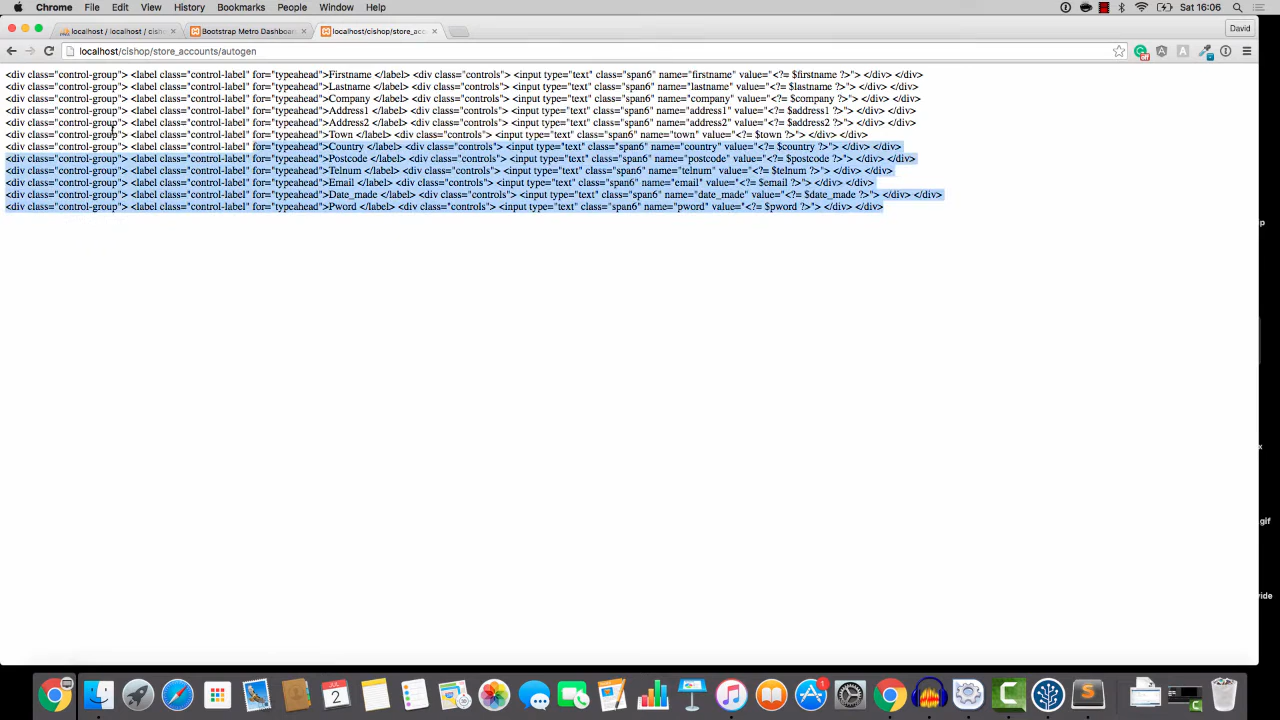 Chrome File Edit View History Bookmarks People Window Help Sat 16:06
localhost / localhost / cish Bootstrap Metro Dashboa localhost/cishop/store_acc David
localhost/cishop/store_accounts/autogen
<div class="control-group"> <label class="control-label" for="typeahead">Firstname </label> <div class="controls"> <input type="text" class="span6" name="firstname" value="<?= $firstname ?>"> </div> </div>
<div class="control-group"> <label class="control-label" for="typeahead">Lastname </label> <div class="controls"> <input type="text" class="span6" name="lastname" value="<?= $lastname ?>"> </div> </div>
<div class="control-group"> <label class="control-label" for="typeahead">Company </label> <div class="controls"> <input type="text" class="span6" name="company" value="<?= $company ?>"> </div> </div>
<div class="control-group"> <label class="control-label" for="typeahead">Address1 </label> <div class="controls"> <input type="text" class="span6" name="address1" value="<?= $address1 ?>"> </div> </div>
<div class="control-group"> <label class="control-label" for="typeahead">Address2 </label> <div class="controls"> <input type="text" class="span6" name="address2" value="<?= $address2 ?>"> </div> </div>
<div class="control-group"> <label class="control-label" for="typeahead">Town </label> <div class="controls"> <input type="text" class="span6" name="town" value="<?= $town ?>"> </div> </div>
<div class="control-group"> <label class="control-label" for="typeahead">Country </label> <div class="controls"> <input type="text" class="span6" name="country" value="<?= $country ?>"> </div> </div>
<div class="control-group"> <label class="control-label" for="typeahead">Postcode </label> <div class="controls"> <input type="text" class="span6" name="postcode" value="<?= $postcode ?>"> </div> </div>
<div class="control-group"> <label class="control-label" for="typeahead">Telnum </label> <div class="controls"> <input type="text" class="span6" name="telnum" value="<?= $telnum ?>"> </div> </div>
<div class="control-group"> <label class="control-label" for="typeahead">Email </label> <div class="controls"> <input type="text" class="span6" name="email" value="<?= $email ?>"> </div> </div>
<div class="control-group"> <label class="control-label" for="typeahead">Date_made </label> <div class="controls"> <input type="text" class="span6" name="date_made" value="<?= $date_made ?>"> </div> </div>
<div class="control-group"> <label class="control-label" for="typeahead">Pword </label> <div class="controls"> <input type="text" class="span6" name="pword" value="<?= $pword ?>"> </div> </div>
p
x
.gif
vide
JUL
2
1